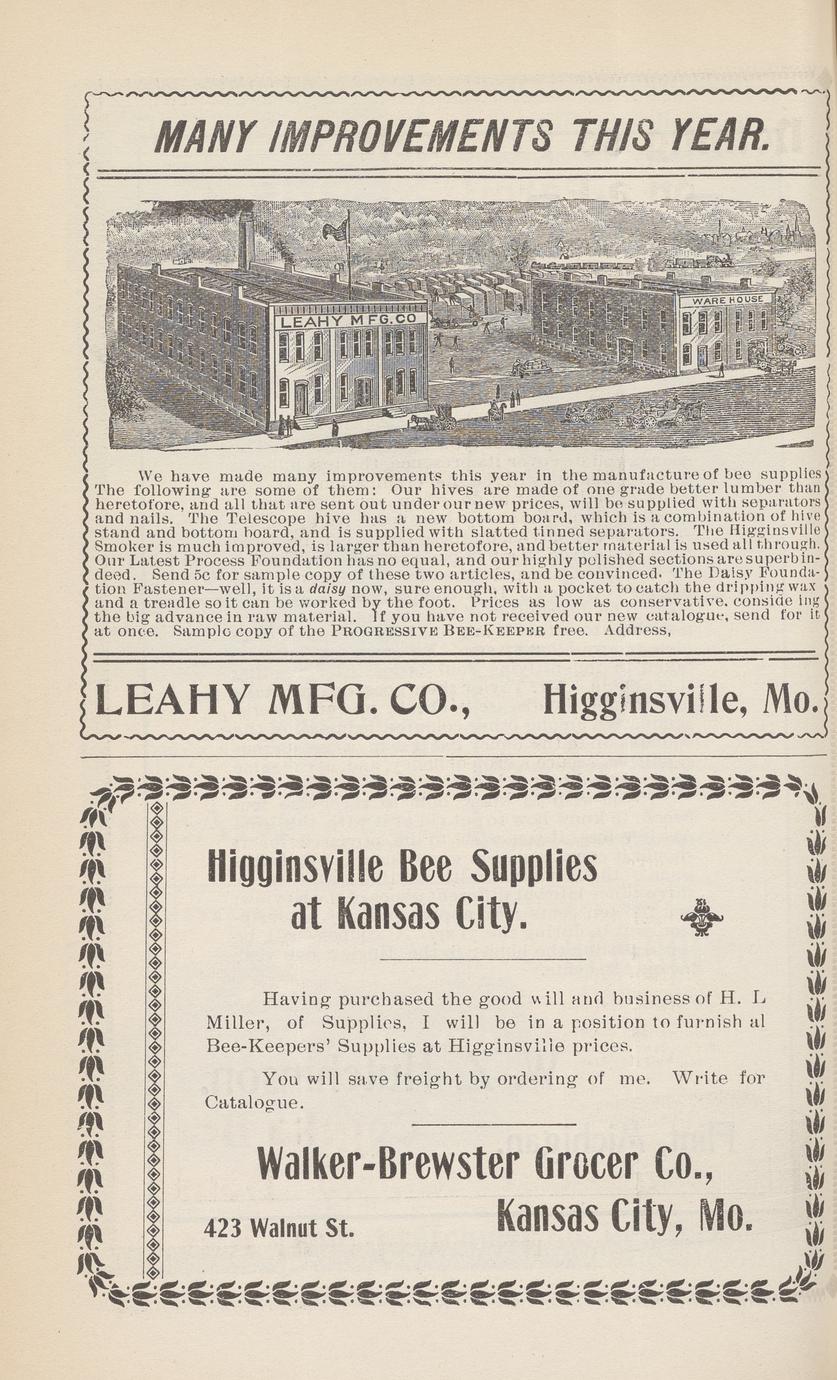 MANY IMPROVEMENTS THIS YEAR.
LEAHY MFG. CO
WARE HOUSE
We have made many improvements this year in the manufacture of bee supplies
The following are some of them: Our hives are made of one grade better lumber than
heretofore, and all that are sent out under our new prices, will be supplied with separators
and nails. The Telescope hive has a new bottom board, which is a combination of hive
stand and bottom board, and is supplied with slatted tinned separators. The Higginsville
Smoker is much improved, is larger than heretofore, and better material is used all through.
Our Latest Process Foundation has no equal, and our highly polished sections are superb in-
deed. Send 5c for sample copy of these two articles, and be convinced. The Daisy Founda-
tion Fastener—well, it is a daisy now, sure enough, with a pocket to catch the dripping wax
and a treadle so it can be worked by the foot. Prices as low as conservative, conside ing
the big advance in raw material. If you have not received our new catalogue, send for it
at once. Sample copy of the PROGRESSIVE BEE-KEEPER free. Address,
LEAHY MFG. CO., Higginsville, Mo.
Higginsville Bee Supplies
at Kansas City.
Having purchased the good will and business of H. L
Miller, of Supplies, I will be in a position to furnish al
Bee-Keepers' Supplies at Higginsville prices.
You will save freight by ordering of me. Write for
Catalogue.
Walker-Brewster Grocer Co.,
423 Walnut St. Kansas City, Mo.